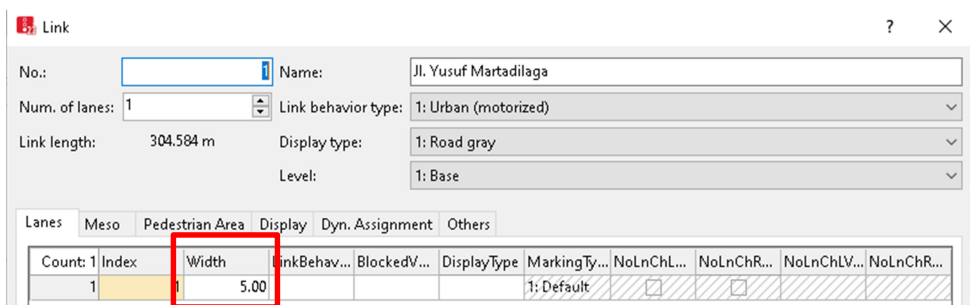 Link ? ×
No.: 1 Name: Jl. Yusuf Martadilaga
Num. of lanes: 1 Link behavior type: 1: Urban (motorized)
Link length: 304.584 m Display type: 1: Road gray
Level: 1: Base
Lanes Meso Pedestrian Area Display Dyn. Assignment Others
Count: 1 Index Width LinkBehav... BlockedV... DisplayType MarkingTy... NoLnChL... NoLnChR... NoLnChLV... NoLnChR...
1 1 5.00 1: Default